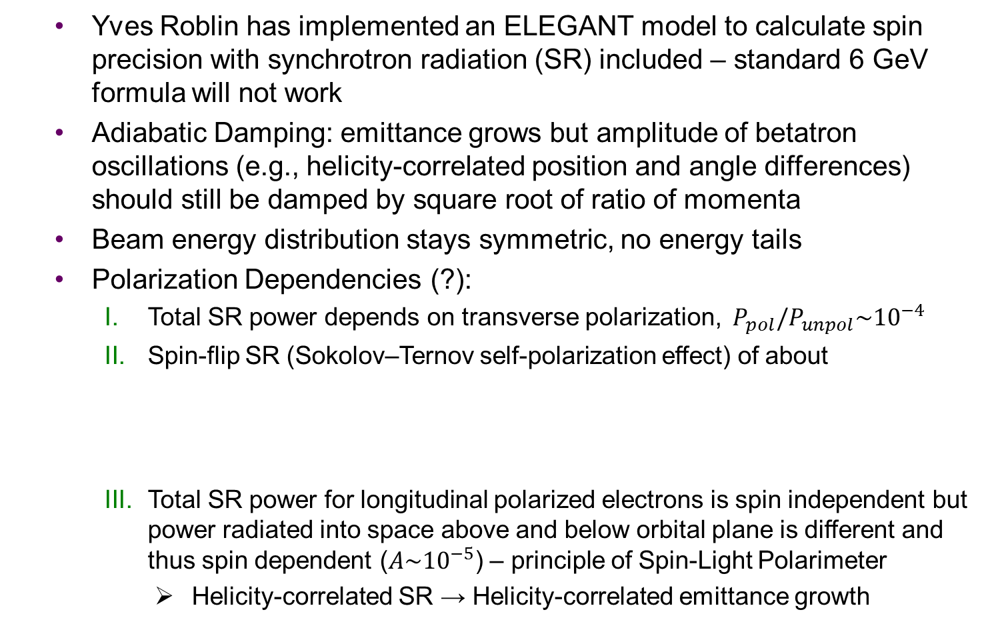 • Yves Roblin has implemented an ELEGANT model to calculate spin
precision with synchrotron radiation (SR) included – standard 6 GeV
formula will not work
• Adiabatic Damping: emittance grows but amplitude of betatron
oscillations (e.g., helicity-correlated position and angle differences)
should still be damped by square root of ratio of momenta
• Beam energy distribution stays symmetric, no energy tails
• Polarization Dependencies (?):
I. Total SR power depends on transverse polarization, $P_{pol}/P_{unpol}$~$10^{-4}$
II. Spin-flip SR (Sokolov–Ternov self-polarization effect) of about
III. Total SR power for longitudinal polarized electrons is spin independent but
power radiated into space above and below orbital plane is different and
thus spin dependent ($A$~$10^{-5}$) – principle of Spin-Light Polarimeter
➢ Helicity-correlated SR → Helicity-correlated emittance growth